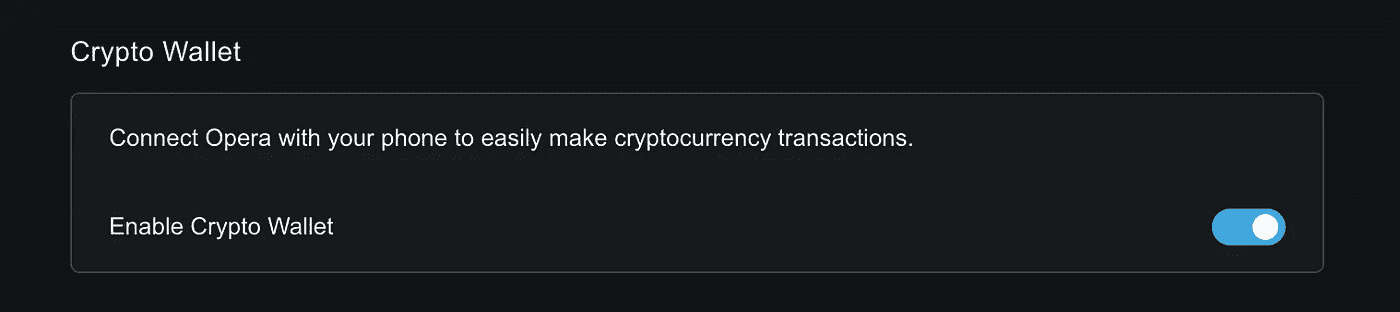 Crypto Wallet
Connect Opera with your phone to easily make cryptocurrency transactions.
Enable Crypto Wallet